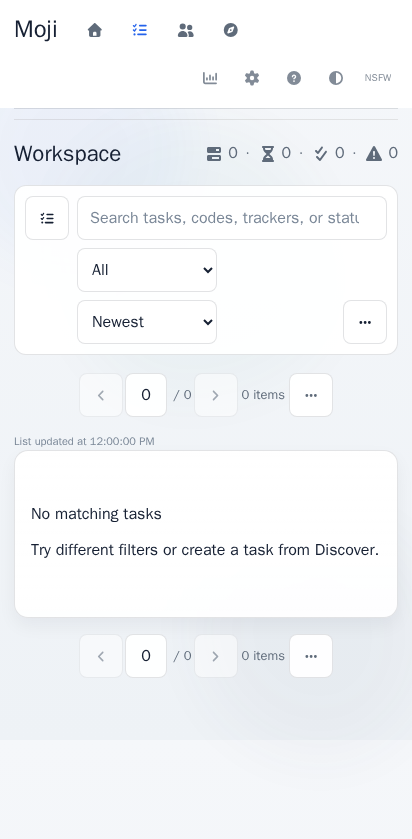 Moji
NSFW
Workspace 0 · 0 · 0 · 0
Search tasks, codes, trackers, or statu
All
Newest
0 / 0 0 items
List updated at 12:00:00 PM
No matching tasks
Try different filters or create a task from Discover.
0 / 0 0 items